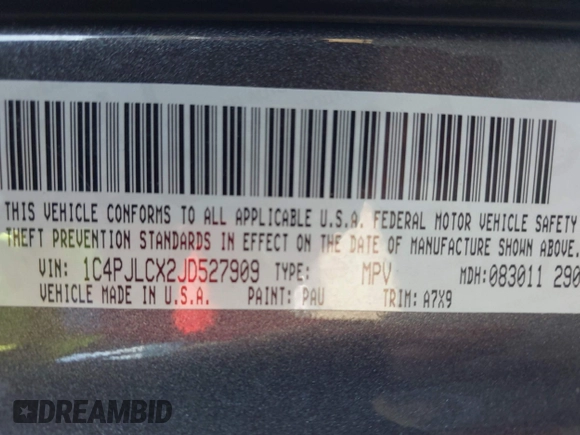 THIS VEHICLE CONFORMS TO ALL APPLICABLE U.S.A. FEDERAL MOTOR VEHICLE SAFETY
THEFT PREVENTION STANDARDS IN EFFECT ON THE DATE OF MANUFACTURE SHOWN ABOVE.
VIN: 1C4PJLCX2JD527909 TYPE: MPV MDH:083011 290
VEHICLE MADE IN U.S.A. PAINT: PAU TRIM: A7X9
DREAMBID